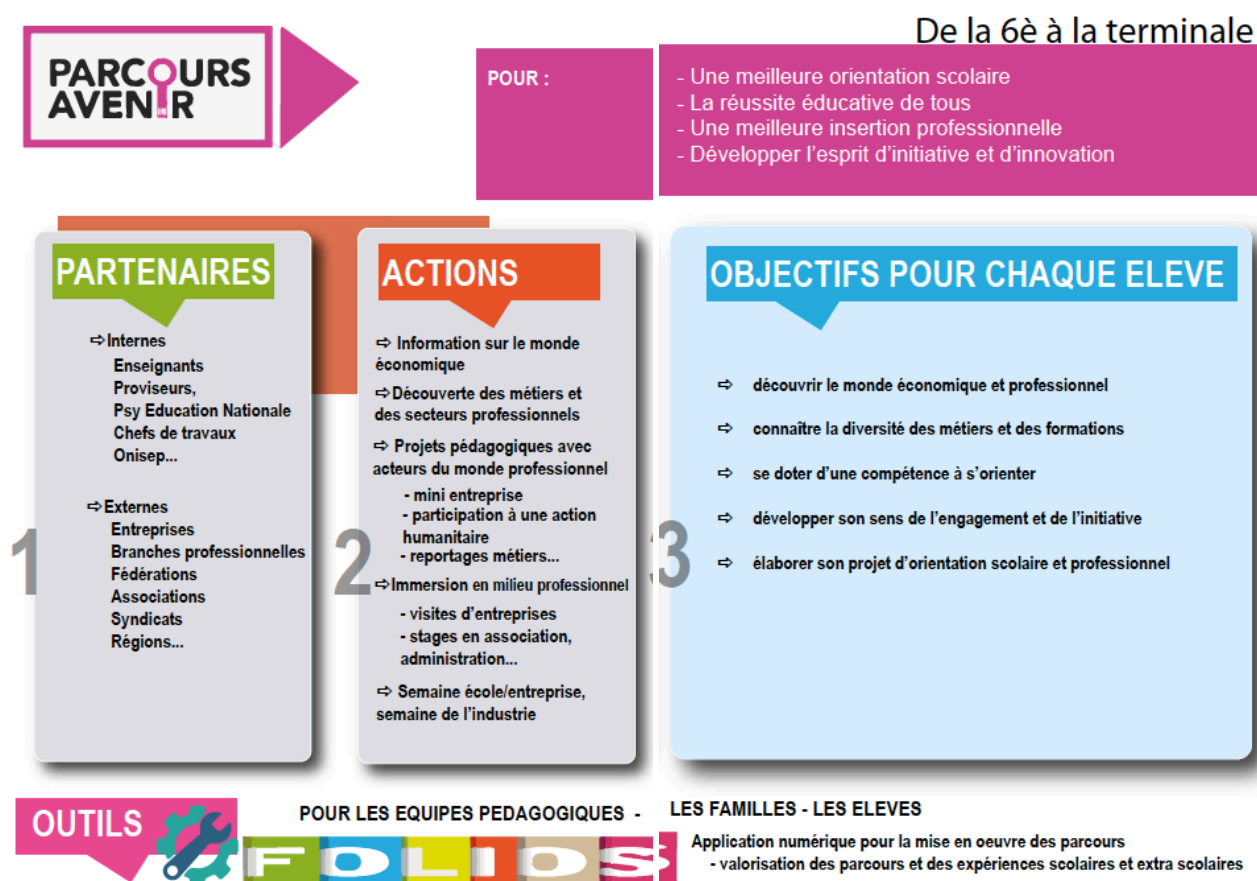 De la 6è à la terminale
PARCOURS
AVENIR
POUR :
- Une meilleure orientation scolaire
- La réussite éducative de tous
- Une meilleure insertion professionnelle
- Développer l'esprit d'initiative et d'innovation
1
PARTENAIRES
⇨Internes
Enseignants
Proviseurs,
Psy Education Nationale
Chefs de travaux
Onisep...
⇨Externes
Entreprises
Branches professionnelles
Fédérations
Associations
Syndicats
Régions...
2
ACTIONS
⇨ Information sur le monde
économique
⇨Découverte des métiers et
des secteurs professionnels
⇨ Projets pédagogiques avec
acteurs du monde professionnel
- mini entreprise
- participation à une action
humanitaire
- reportages métiers...
⇨Immersion en milieu professionnel
- visites d'entreprises
- stages en association,
administration...
⇨ Semaine école/entreprise,
semaine de l'industrie
3
OBJECTIFS POUR CHAQUE ELEVE
⇨ découvrir le monde économique et professionnel
⇨ connaître la diversité des métiers et des formations
⇨ se doter d'une compétence à s'orienter
⇨ développer son sens de l'engagement et de l'initiative
⇨ élaborer son projet d'orientation scolaire et professionnel
OUTILS
POUR LES EQUIPES PEDAGOGIQUES - LES FAMILLES - LES ELEVES
FOLIOS
Application numérique pour la mise en oeuvre des parcours
- valorisation des parcours et des expériences scolaires et extra scolaires